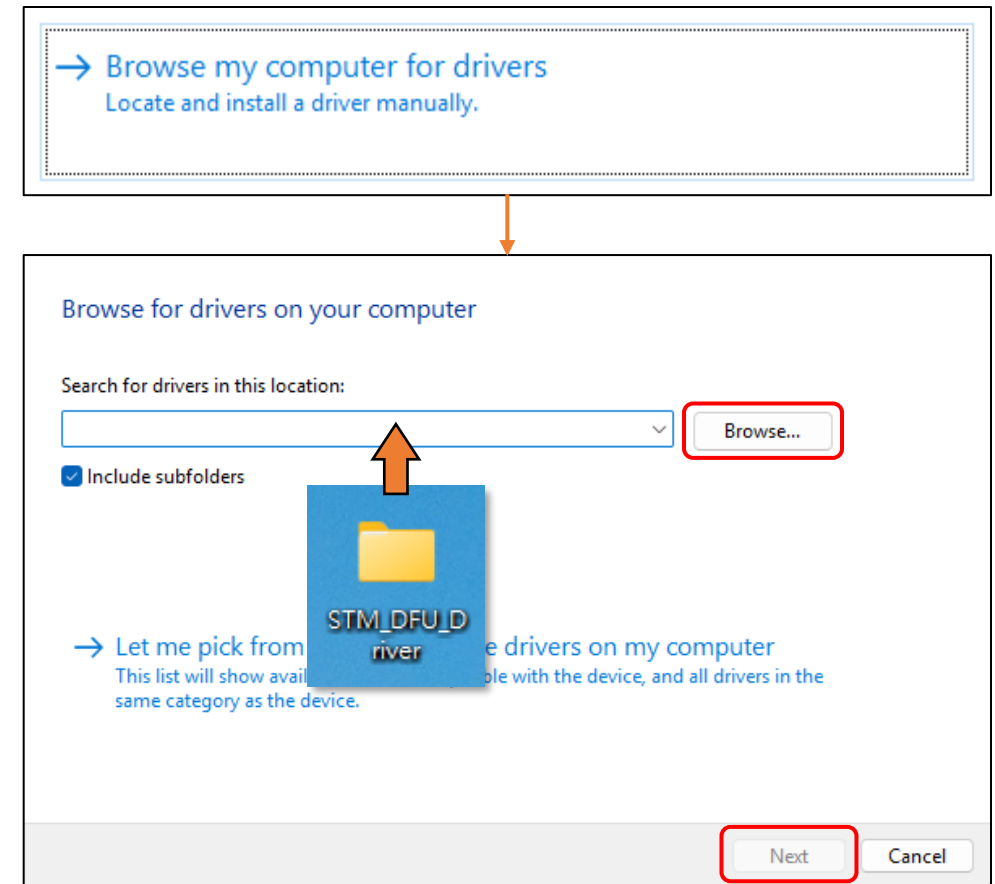 Browse my computer for drivers
Locate and install a driver manually.
Browse for drivers on your computer
Search for drivers in this location:
Browse...
Include subfolders
STM_DFU_D
river
Let me pick from e drivers on my computer
This list will show avail ble with the device, and all drivers in the
same category as the device.
Next
Cancel